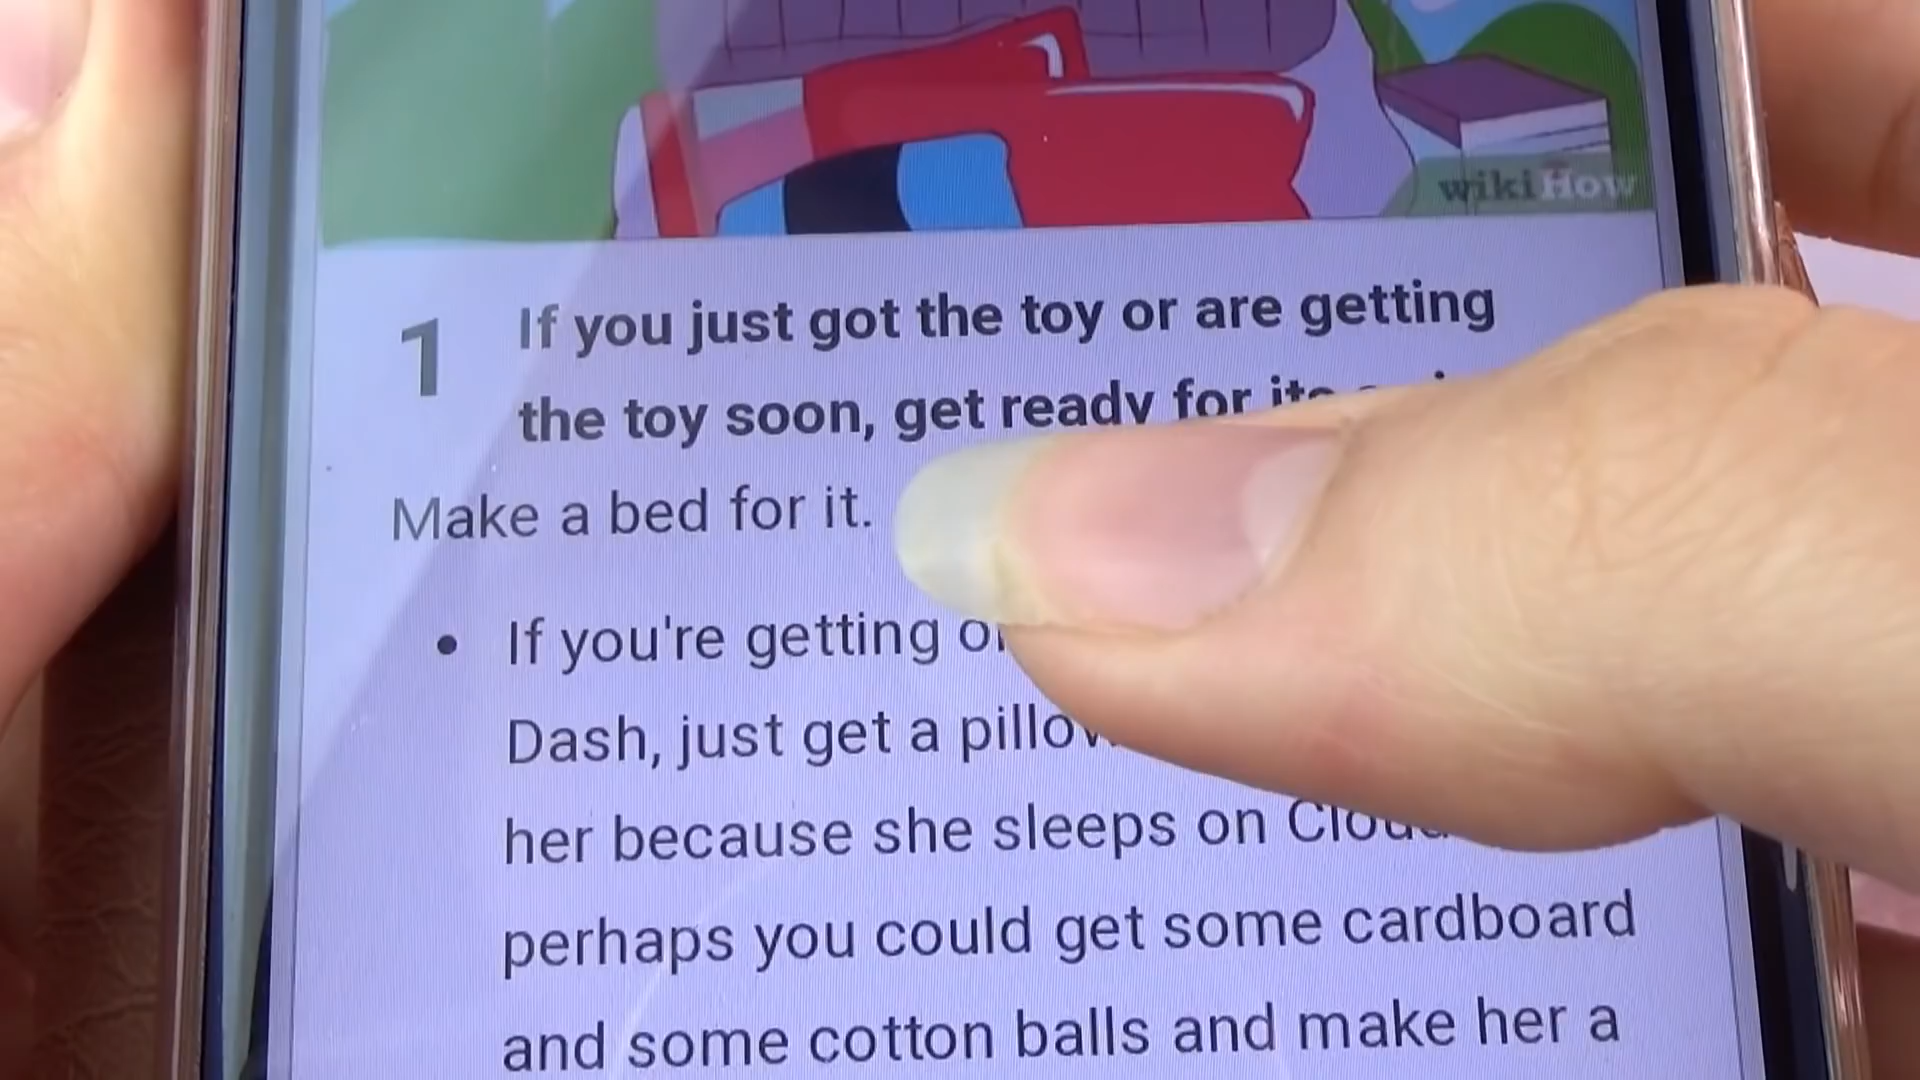 wikiHow
1
If you just got the toy or are getting
the toy soon, get ready for its
Make a bed for it.
• If you're getting
Dash, just get a
her because she sleeps on
perhaps you could get some cardboard
and some cotton balls and make her a